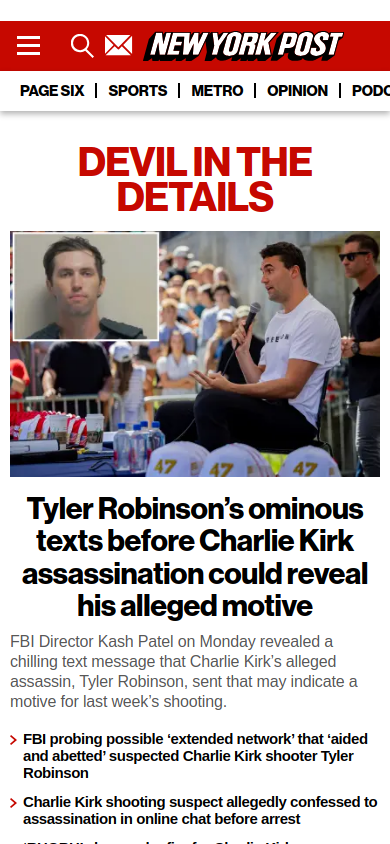 NEW YORK POST
PAGE SIX
SPORTS
METRO
OPINION
PODC
DEVIL IN THE
DETAILS
47
47
47
Tyler Robinson’s ominous
texts before Charlie Kirk
assassination could reveal
his alleged motive
FBI Director Kash Patel on Monday revealed a
chilling text message that Charlie Kirk’s alleged
assassin, Tyler Robinson, sent that may indicate a
motive for last week’s shooting.
FBI probing possible ‘extended network’ that ‘aided
and abetted’ suspected Charlie Kirk shooter Tyler
Robinson
Charlie Kirk shooting suspect allegedly confessed to
assassination in online chat before arrest